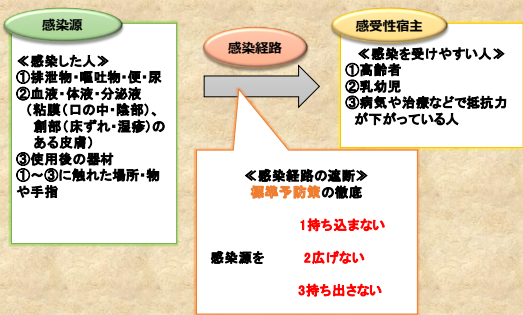 感染源
≪感染した人≫
①排泄物・嘔吐物・便・尿
②血液・体液・分泌液
（粘膜（口の中・陰部）、
創部（床ずれ・湿疹）の
ある皮膚）
③使用後の器材
①～③に触れた場所・物
や手指
感染経路
感受性宿主
≪感染を受けやすい人≫
①高齢者
②乳幼児
③病気や治療などで抵抗力
が下がっている人
≪感染経路の遮断≫
標準予防策の徹底
1持ち込まない
感染源を 2広げない
3持ち出さない